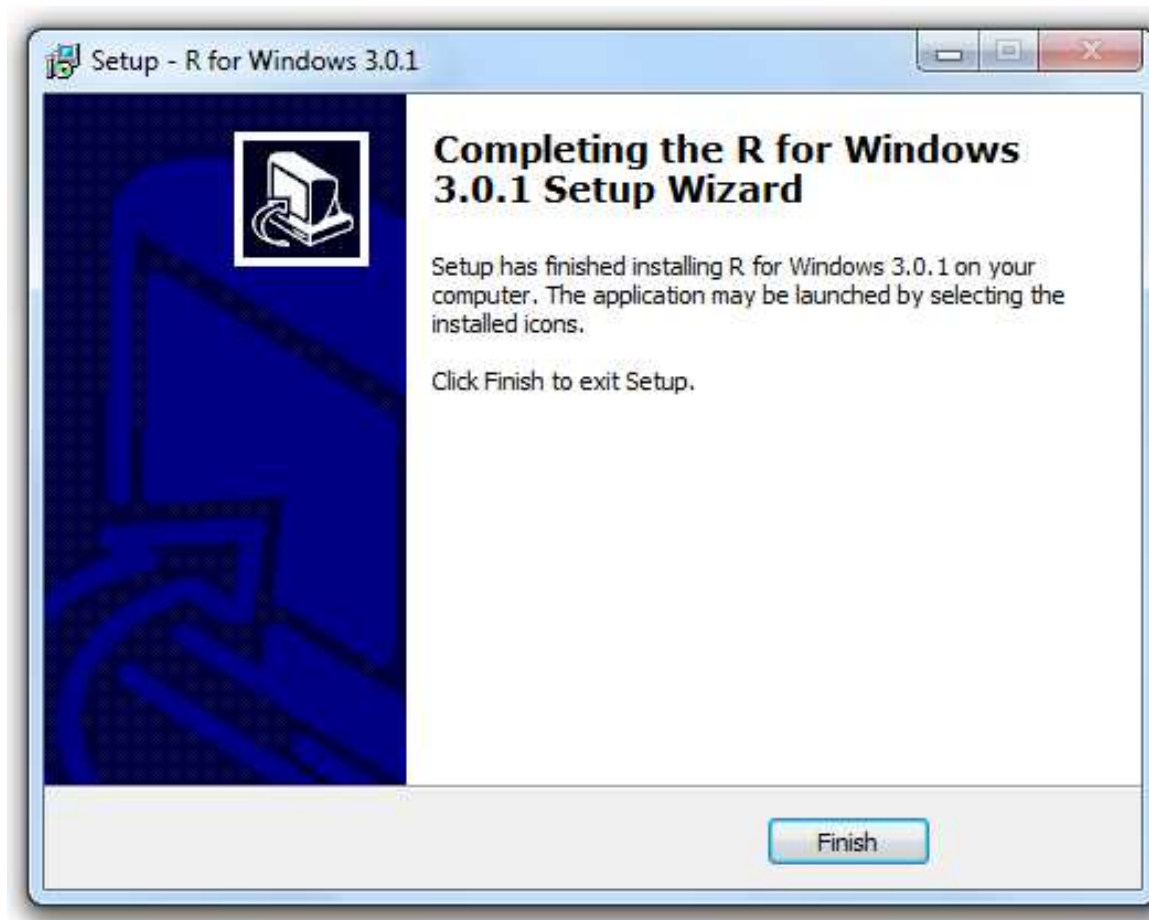 Setup - R for Windows 3.0.1
Completing the R for Windows
3.0.1 Setup Wizard
Setup has finished installing R for Windows 3.0.1 on your
computer. The application may be launched by selecting the
installed icons.
Click Finish to exit Setup.
Finish